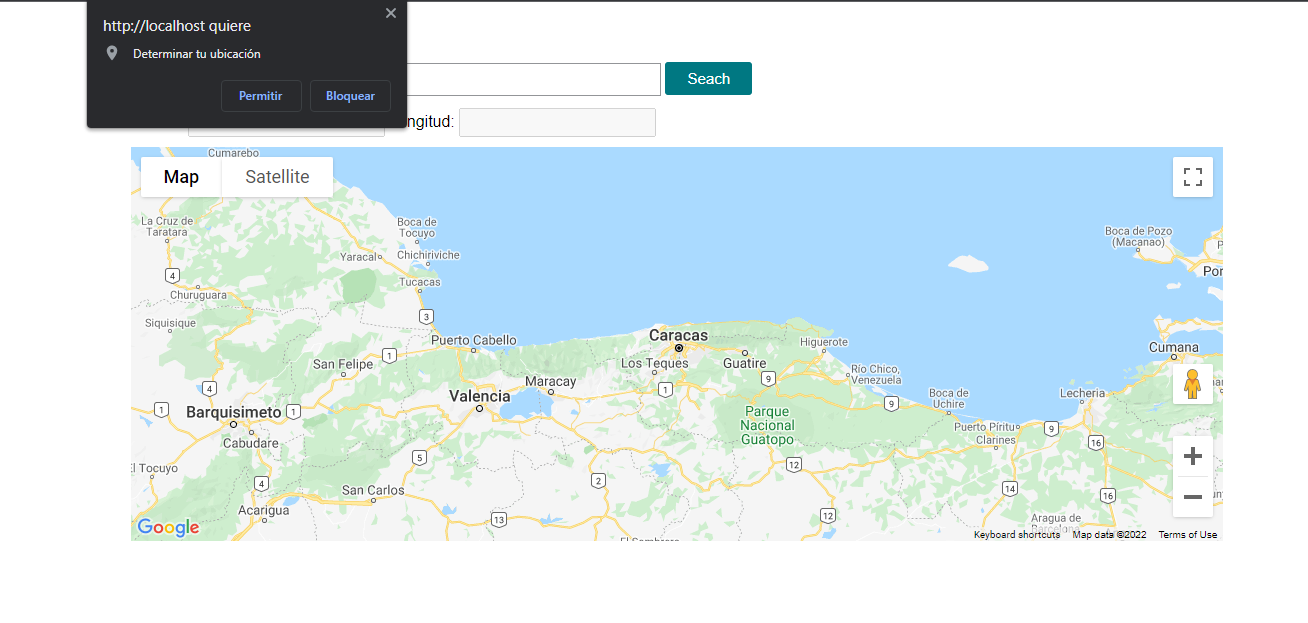 http://localhost quiere
Determinar tu ubicación
Permitir
Bloquear
Seach
ngitud:
Map
Satellite
Cumarebo
La Cruz de
Taratara
Boca de
Tocuyo
Yaracal
Chichiriviche
Boca de Pozo
(Macanao)
4
Churuguara
Tucacas
Por
Siquisique
3
Puerto Cabello
Caracas
Higuerote
Cumana
San Felipe
1
Los Teques
Guatire
Río Chico,
Venezuela
4
Maracay
1
9
Valencia
Boca de
Uchire
Lecheria
1
Barquisimeto
1
9
Parque
Nacional
Guatopo
Cabudare
Puerto Píritu
Clarines
9
16
5
El Tocuyo
12
4
San Carlos
2
14
16
Acarigua
13
12
Aragua de
Barcelona
Google
Keyboard shortcuts
Map data ©2022
Terms of Use